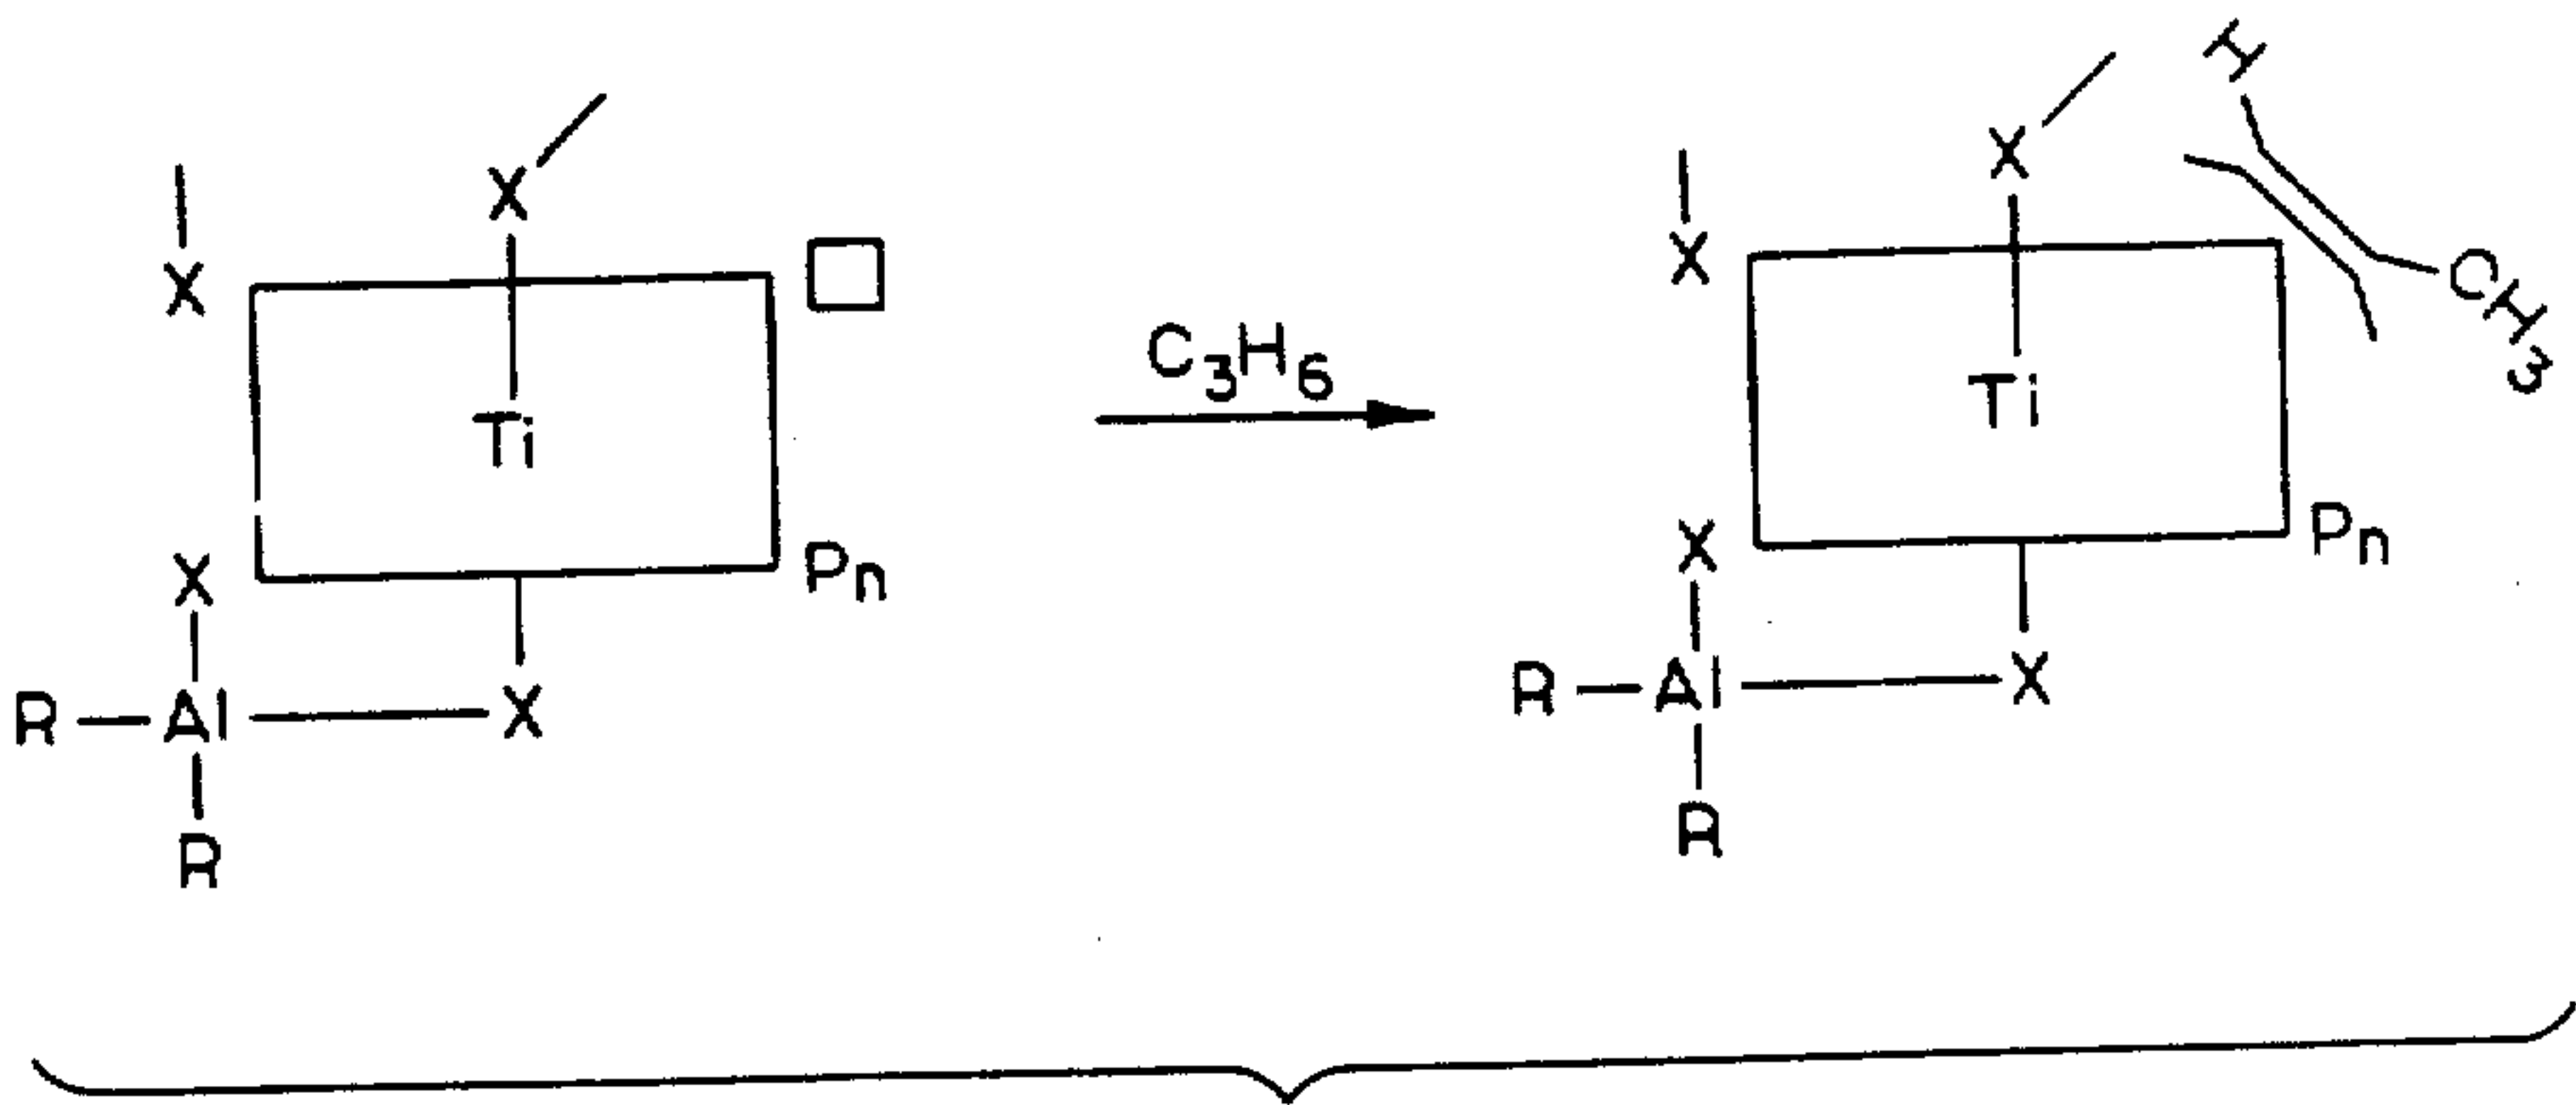 X X
X X H
C₃H₆
CH₃
Ti Ti
X Pₙ X Pₙ
R Al X R Al X
R R